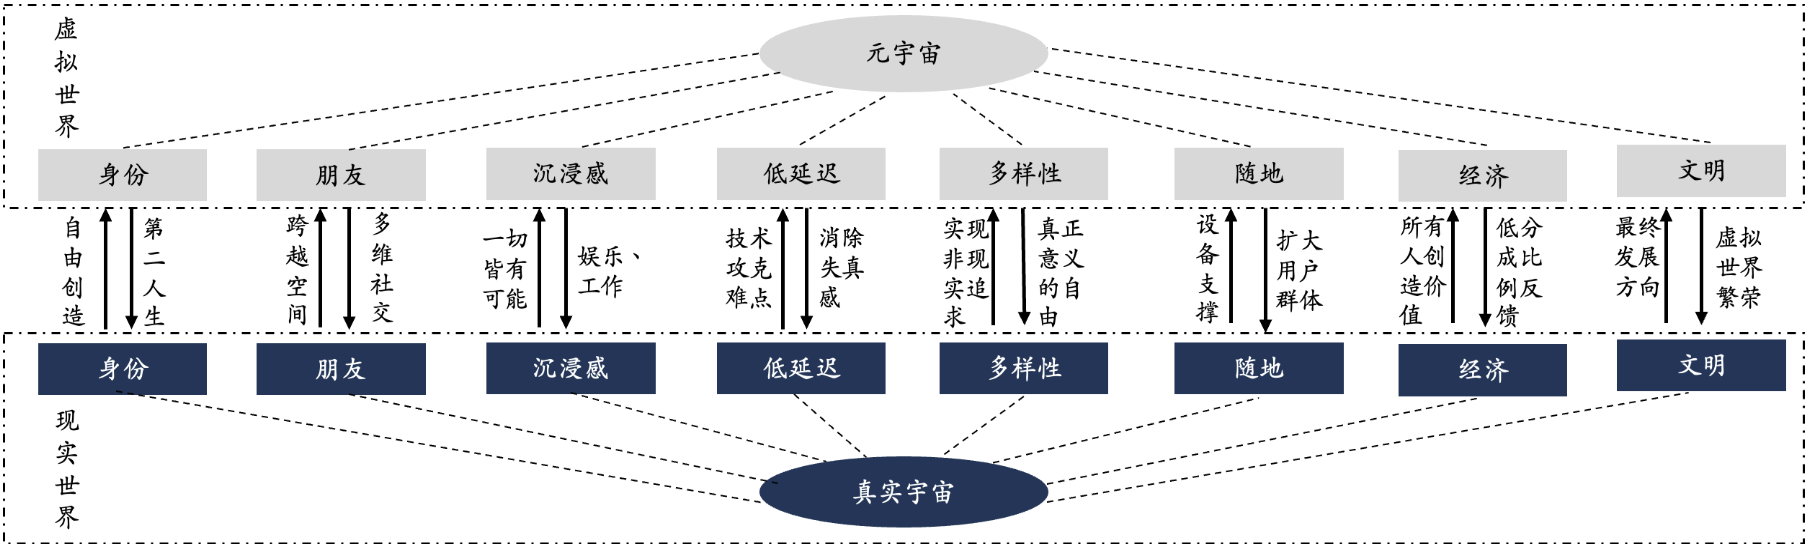 虚拟世界
元宇宙
身份
朋友
沉浸感
低延迟
多样性
随地
经济
文明
自由创造
第二人生
跨越空间
多维社交
一切
皆有
可能
娱乐、
工作
技术
攻克
难点
消除
失真
感
实现
非现
实追
求
真正
意义
的自
由
设备支撑
扩大
用户
群体
所有
人创
造价
值
低分
成比
例反
馈
最终
发展
方向
虚拟
世界
繁荣
身份
朋友
沉浸感
低延迟
多样性
随地
经济
文明
现实世界
真实宇宙